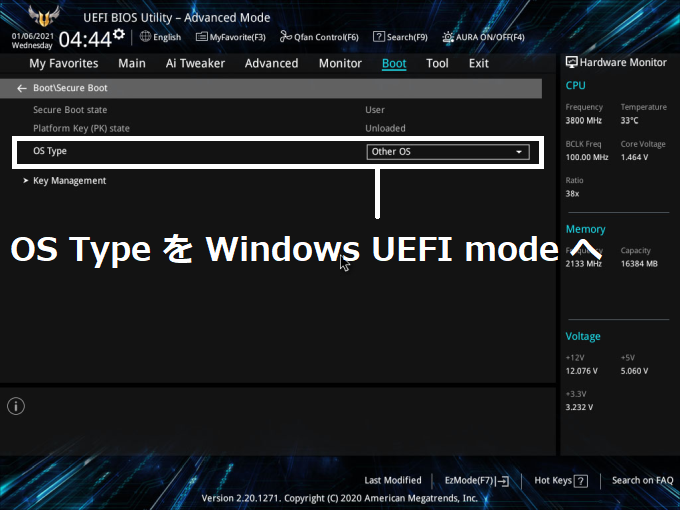 UEFI BIOS Utility – Advanced Mode
01/06/2021
Wednesday
04:44
English
MyFavorite(F3)
Qfan Control(F6)
? Search(F9)
AURA ON/OFF(F4)
My Favorites Main Ai Tweaker Advanced Monitor Boot Tool Exit
← Boot\Secure Boot
Secure Boot state User
Platform Key (PK) state Unloaded
OS Type Other OS
Key Management
OS Type を Windows UEFI mode へ
Hardware Monitor
CPU
Frequency Temperature
3800 MHz 33°C
BCLK Freq Core Voltage
100.00 MHz 1.464 V
Ratio
38x
Memory
Frequency Capacity
2133 MHz 16384 MB
Voltage
+12V +5V
12.076 V 5.060 V
+3.3V
3.232 V
Last Modified EzMode(F7) Hot Keys ? Search on FAQ
Version 2.20.1271. Copyright (C) 2020 American Megatrends, Inc.